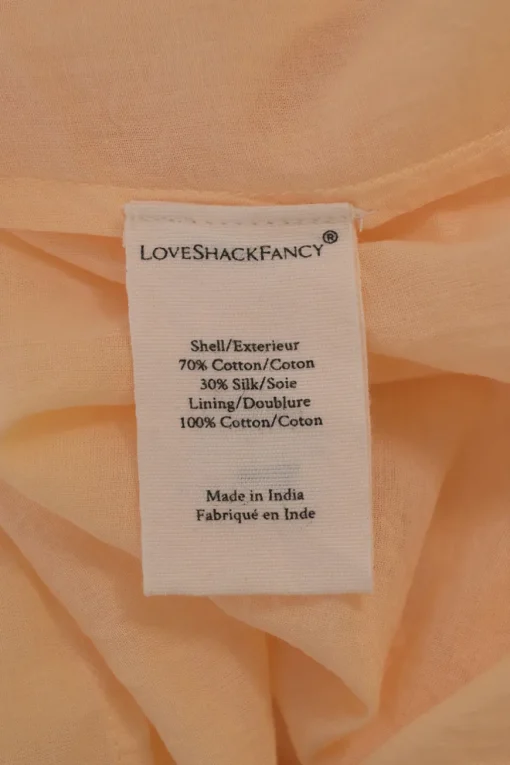 LOVESHACKFANCY®
Shell/Exterieur
70% Cotton/Coton
30% Silk/Soie
Lining/Doublure
100% Cotton/Coton
Made in India
Fabriqué en Inde